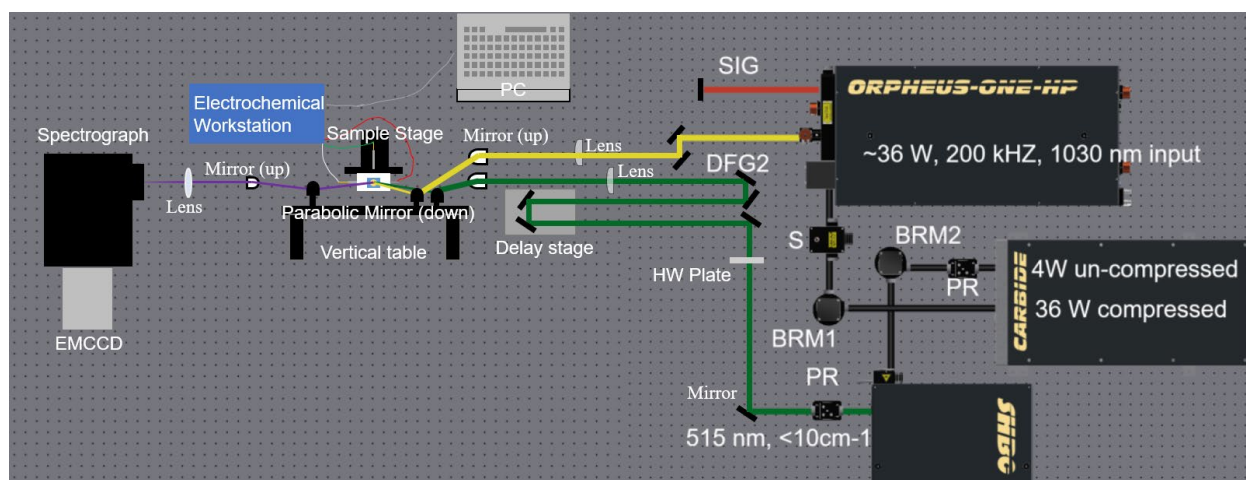 PC
SIG
ORPHEUS-ONE-HP
~36 W, 200 kHZ, 1030 nm input
Electrochemical
Workstation
Spectrograph
Sample Stage
Mirror (up)
Lens
DFG2
Mirror (up)
Lens
Lens
Parabolic Mirror (down)
Delay stage
Vertical table
S
BRM2
HW Plate
PR
CARBIDE
4W un-compressed
36 W compressed
EMCCD
BRM1
PR
Mirror
515 nm, <10cm-1
SHBC